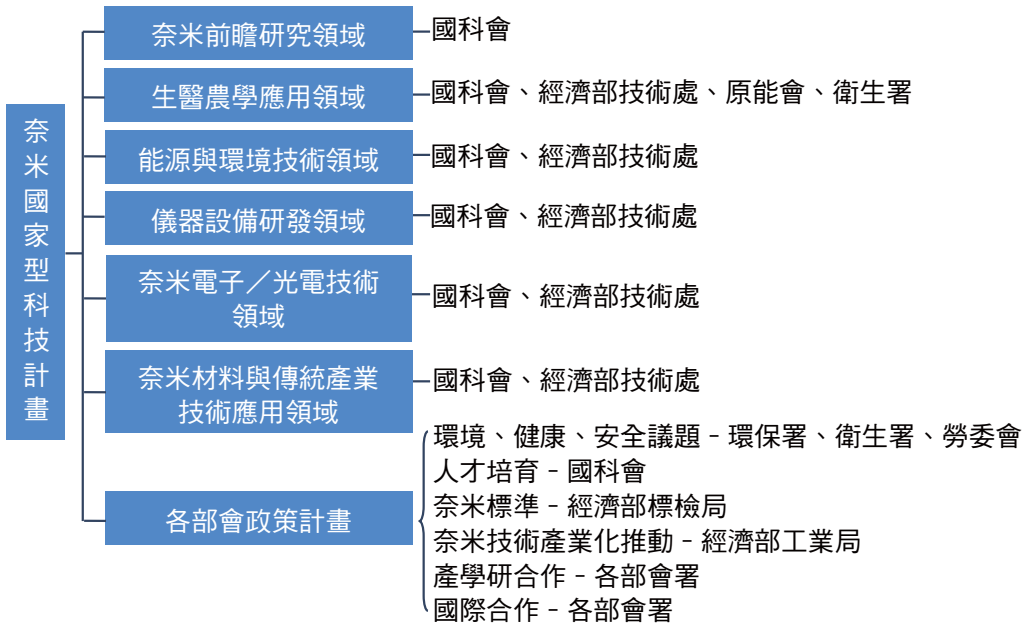 奈米國家型科技計畫
奈米前瞻研究領域
國科會
生醫農學應用領域
國科會、經濟部技術處、原能會、衛生署
能源與環境技術領域
國科會、經濟部技術處
儀器設備研發領域
國科會、經濟部技術處
奈米電子／光電技術
領域
國科會、經濟部技術處
奈米材料與傳統產業
技術應用領域
國科會、經濟部技術處
各部會政策計畫
環境、健康、安全議題－環保署、衛生署、勞委會
人才培育－國科會
奈米標準－經濟部標檢局
奈米技術產業化推動－經濟部工業局
產學研合作－各部會署
國際合作－各部會署